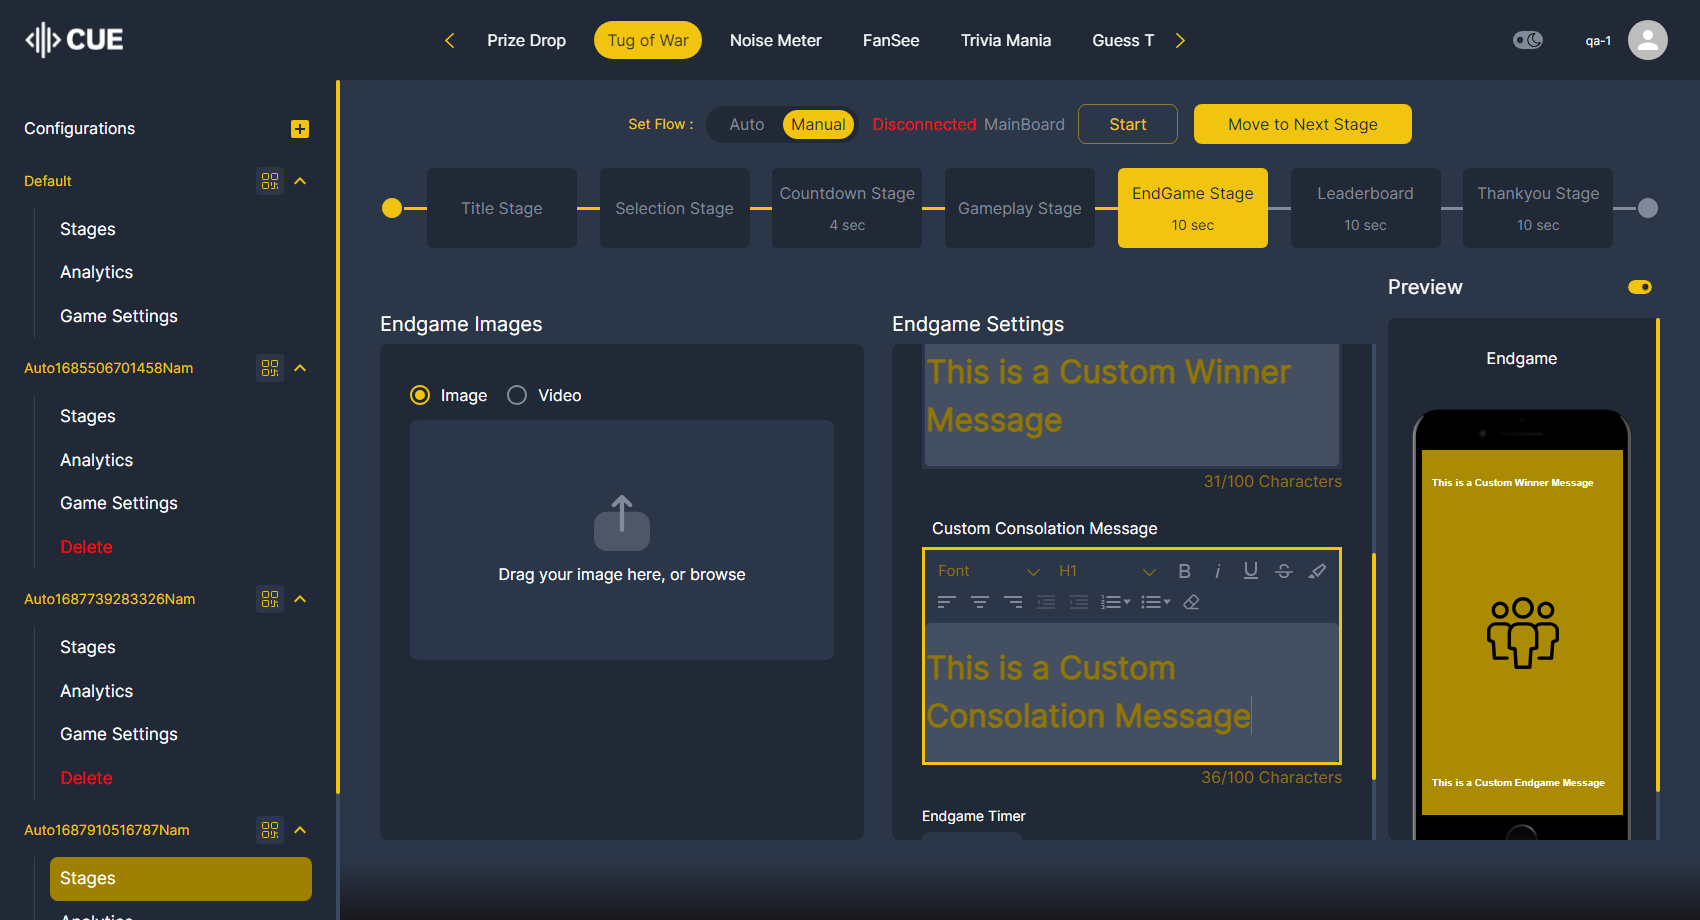 CUE
Prize Drop
Tug of War
Noise Meter
FanSee
Trivia Mania
Guess T
qa-1
Configurations
Default
Stages
Analytics
Game Settings
Auto1685506701458Nam
Stages
Analytics
Game Settings
Delete
Auto1687739283326Nam
Stages
Analytics
Game Settings
Delete
Auto1687910516787Nam
Stages
Analytics
Set Flow :
Auto
Manual
Disconnected MainBoard
Start
Move to Next Stage
Title Stage
Selection Stage
Countdown Stage
4 sec
Gameplay Stage
EndGame Stage
10 sec
Leaderboard
10 sec
Thankyou Stage
10 sec
Endgame Images
Image
Video
Drag your image here, or browse
Endgame Settings
This is a Custom Winner
Message
31/100 Characters
Custom Consolation Message
Font
H1
This is a Custom
Consolation Message
36/100 Characters
Endgame Timer
Preview
Endgame
This is a Custom Winner Message
This is a Custom Endgame Message